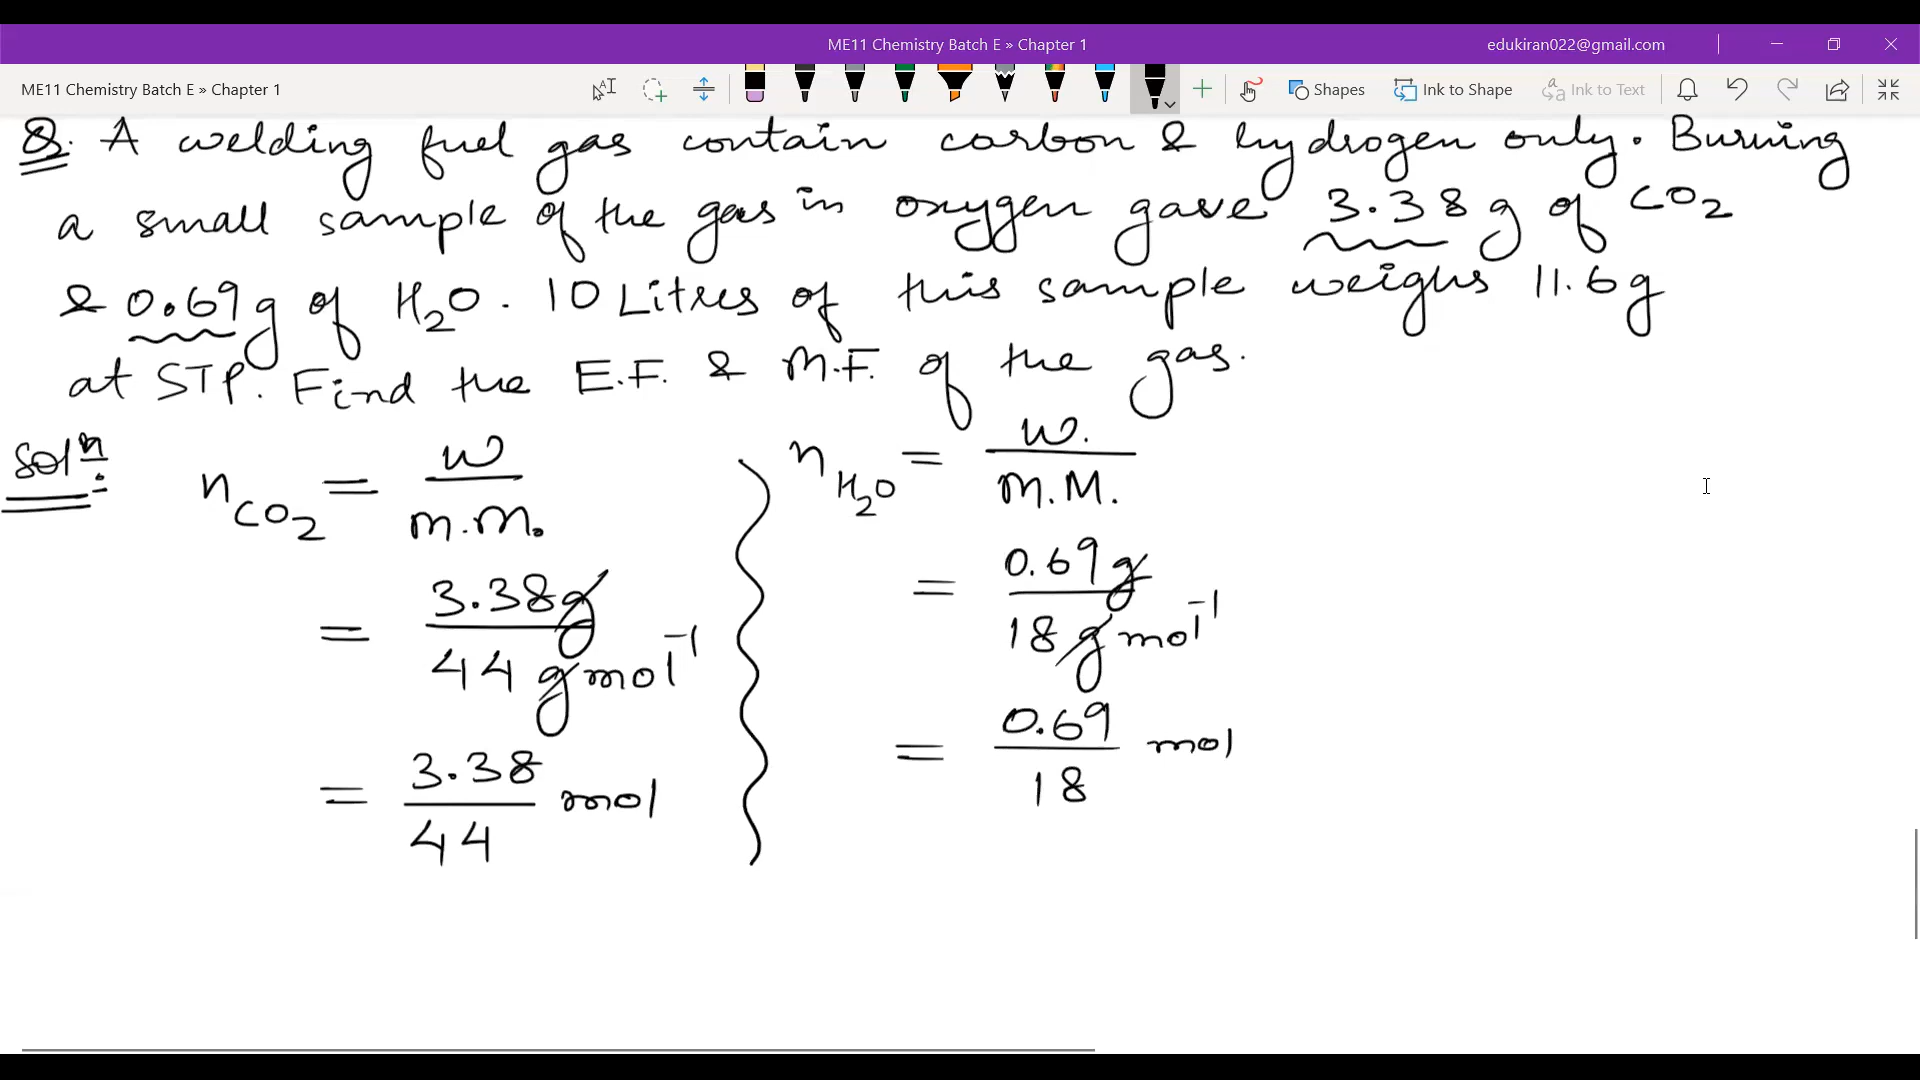 ME11 Chemistry Batch E » Chapter 1
edukiran022@gmail.com
ME11 Chemistry Batch E » Chapter 1
Shapes
Ink to Shape
Ink to Text
Q. A welding fuel gas contain carbon & hydrogen only. Burning
a small sample of the gas in oxygen gave 3.38 g of CO2
& 0.69 g of H2O. 10 Litres of this sample weighs 11.6 g
at STP. Find the E.F. & M.F. of the gas.
Solⁿ:
n CO2 = w / m.m.
= 3.38g / 44 g mol⁻¹
= 3.38 / 44 mol
n H2O = w. / m.M.
= 0.69g / 18 g mol⁻¹
= 0.69 / 18 mol